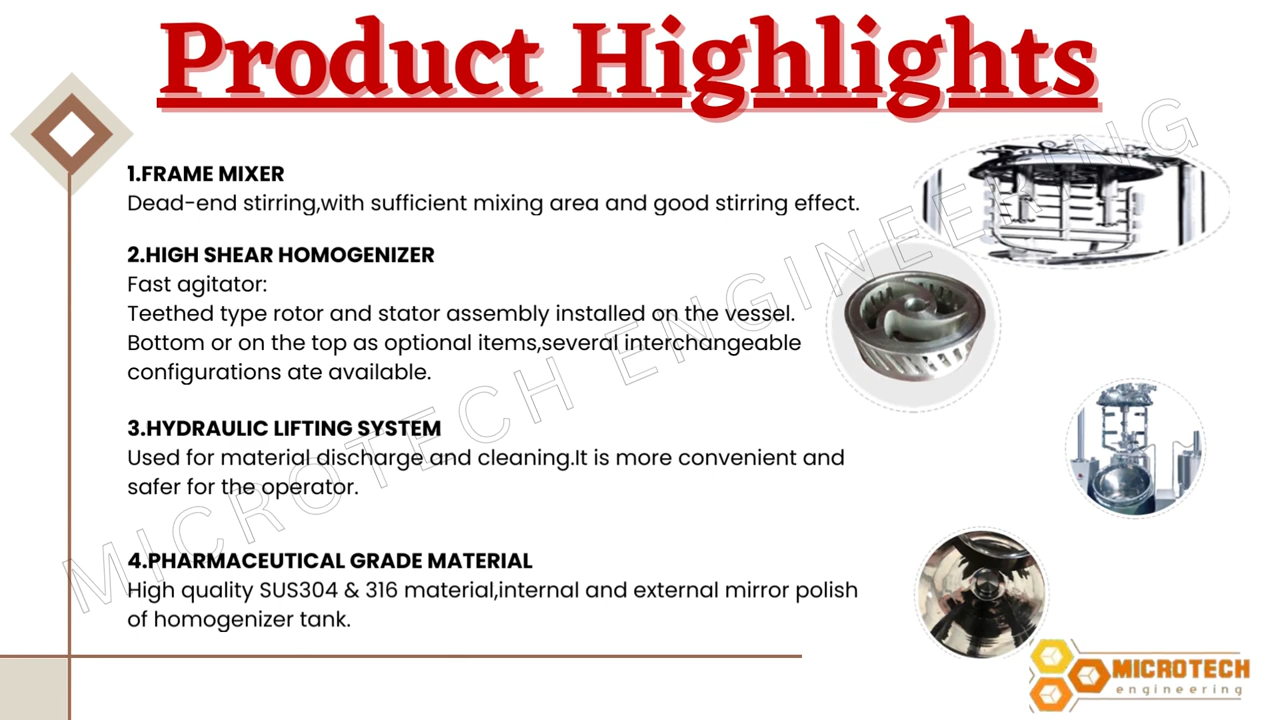 Product Highlights
1.FRAME MIXER
Dead-end stirring,with sufficient mixing area and good stirring effect.
2.HIGH SHEAR HOMOGENIZER
Fast agitator:
Teethed type rotor and stator assembly installed on the vessel.
Bottom or on the top as optional items,several interchangeable
configurations ate available.
3.HYDRAULIC LIFTING SYSTEM
Used for material discharge and cleaning.It is more convenient and
safer for the operator.
4.PHARMACEUTICAL GRADE MATERIAL
High quality SUS304 & 316 material,internal and external mirror polish
of homogenizer tank.
MICROTECH ENGINEERING
MICROTECH
engineering